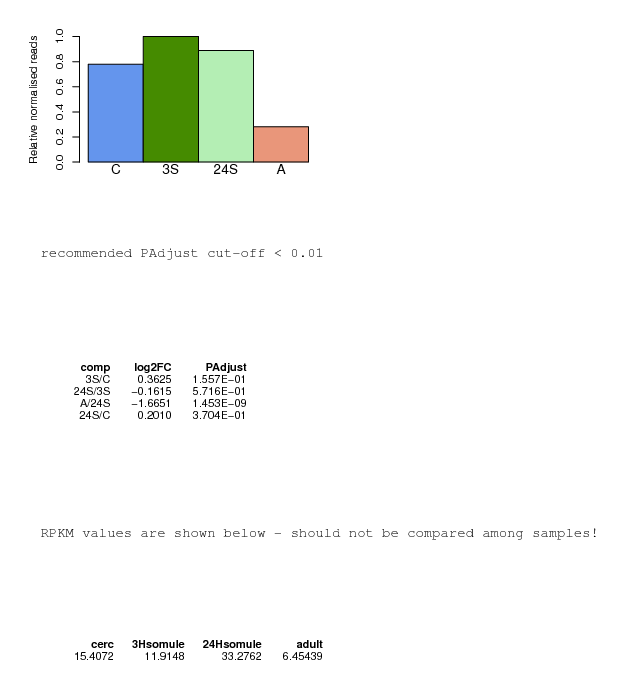 Relative normalised reads
1.0
0.8
0.6
0.4
0.2
0.0
C 3S 24S A
recommended PAdjust cut-off < 0.01
comp log2FC PAdjust
3S/C 0.3625 1.557E−01
24S/3S −0.1615 5.716E−01
A/24S −1.6651 1.453E−09
24S/C 0.2010 3.704E−01
RPKM values are shown below - should not be compared among samples!
cerc 3Hsomule 24Hsomule adult
15.4072 11.9148 33.2762 6.45439